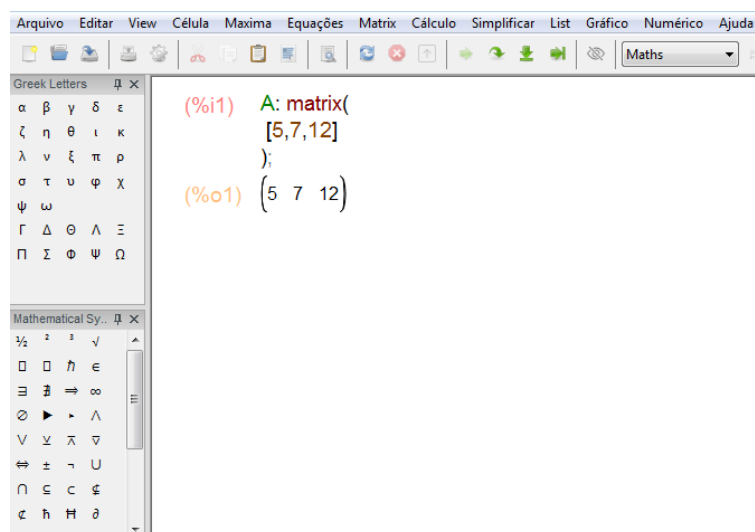 Arquivo Editar View Célula Maxima Equações Matrix Cálculo Simplificar List Gráfico Numérico Ajuda
Maths
Greek Letters
α β γ δ ε
ζ η θ ι κ
λ ν ξ π ρ
σ τ υ φ χ
ψ ω
Γ Δ Θ Λ Ξ
Π Σ Φ Ψ Ω
Mathematical Sy..
½ ² ³ √
ℏ ∈
∃ ∄ ⇒ ∞
∅ ▶ ‣ ⋀
⋁ ⊻ ⊼ ⊽
⇔ ± ¬ ⋃
⋂ ⊆ ⊂ ⊈
⊄ ħ Ħ ∂
(%i1) A: matrix(
[5,7,12]
);
(%o1) (5 7 12)